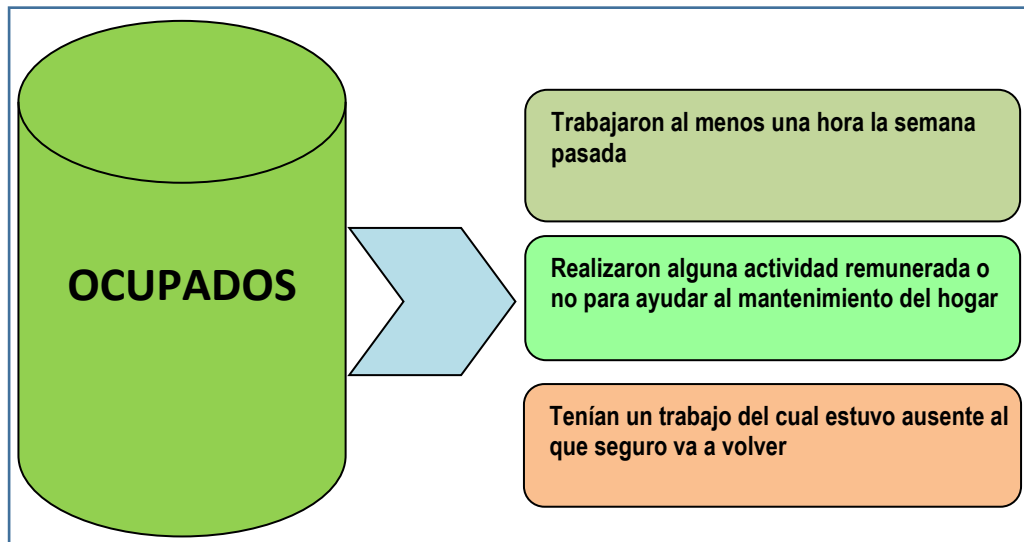 OCUPADOS
Trabajaron al menos una hora la semana
pasada
Realizaron alguna actividad remunerada o
no para ayudar al mantenimiento del hogar
Tenían un trabajo del cual estuvo ausente al
que seguro va a volver